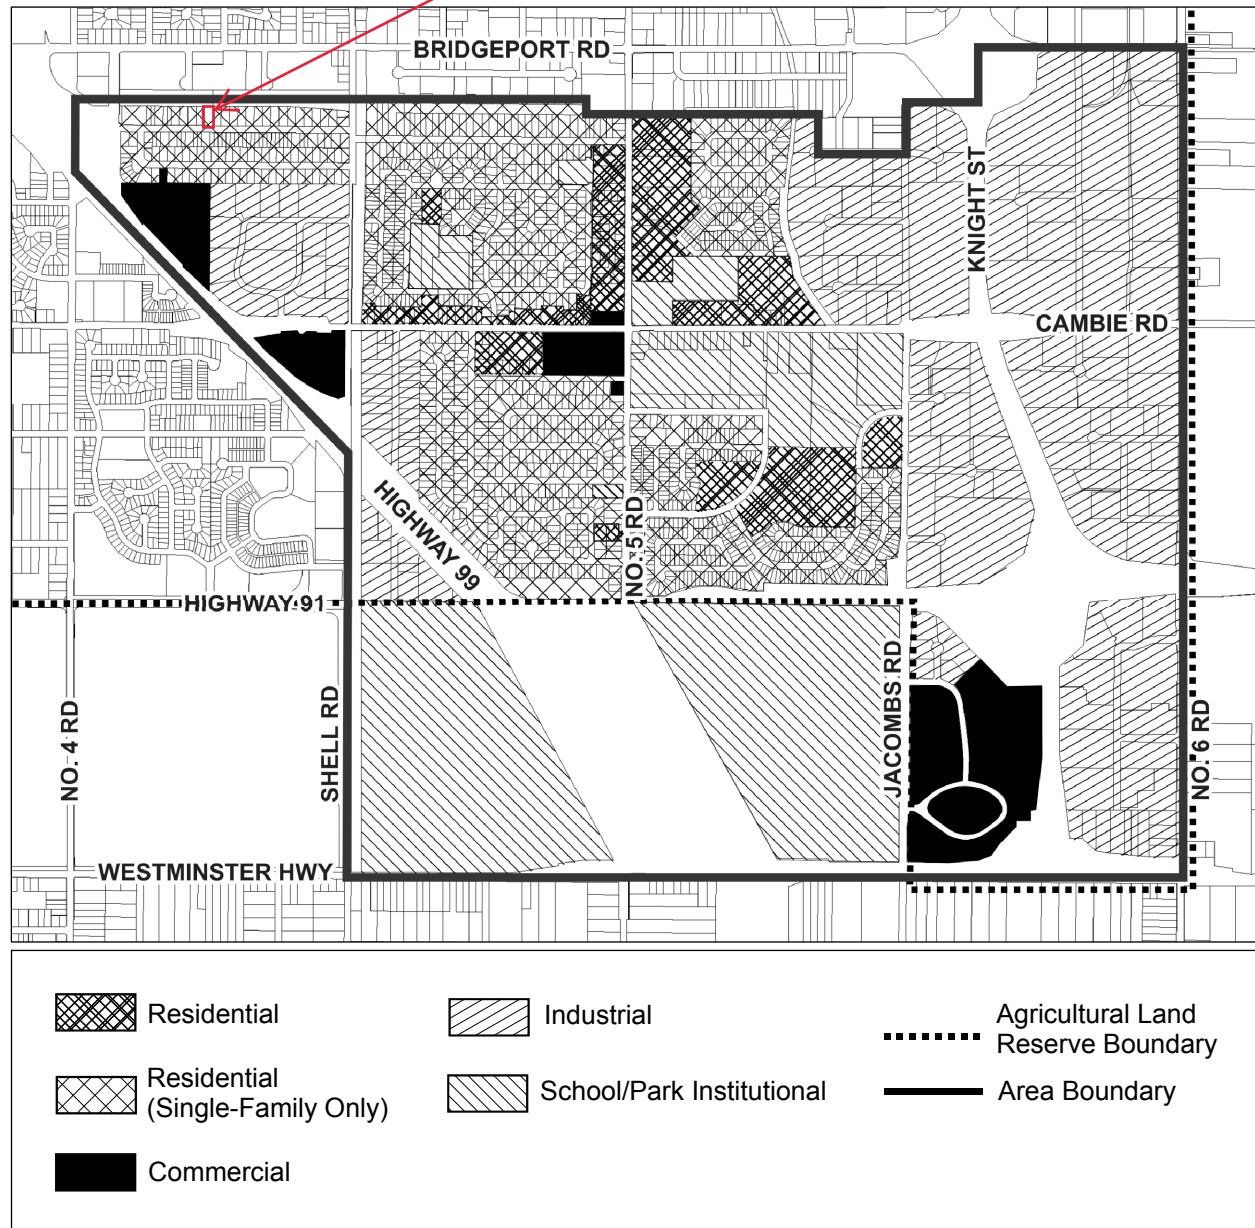 BRIDGEPORT RD
KNIGHT ST
CAMBIE RD
HIGHWAY 99
NO. 5 RD
HIGHWAY 91
NO. 4 RD
SHELL RD
JACOMBS RD
NO. 6 RD
WESTMINSTER HWY
Residential
Industrial
Agricultural Land
Reserve Boundary
Residential
(Single-Family Only)
School/Park Institutional
Area Boundary
Commercial